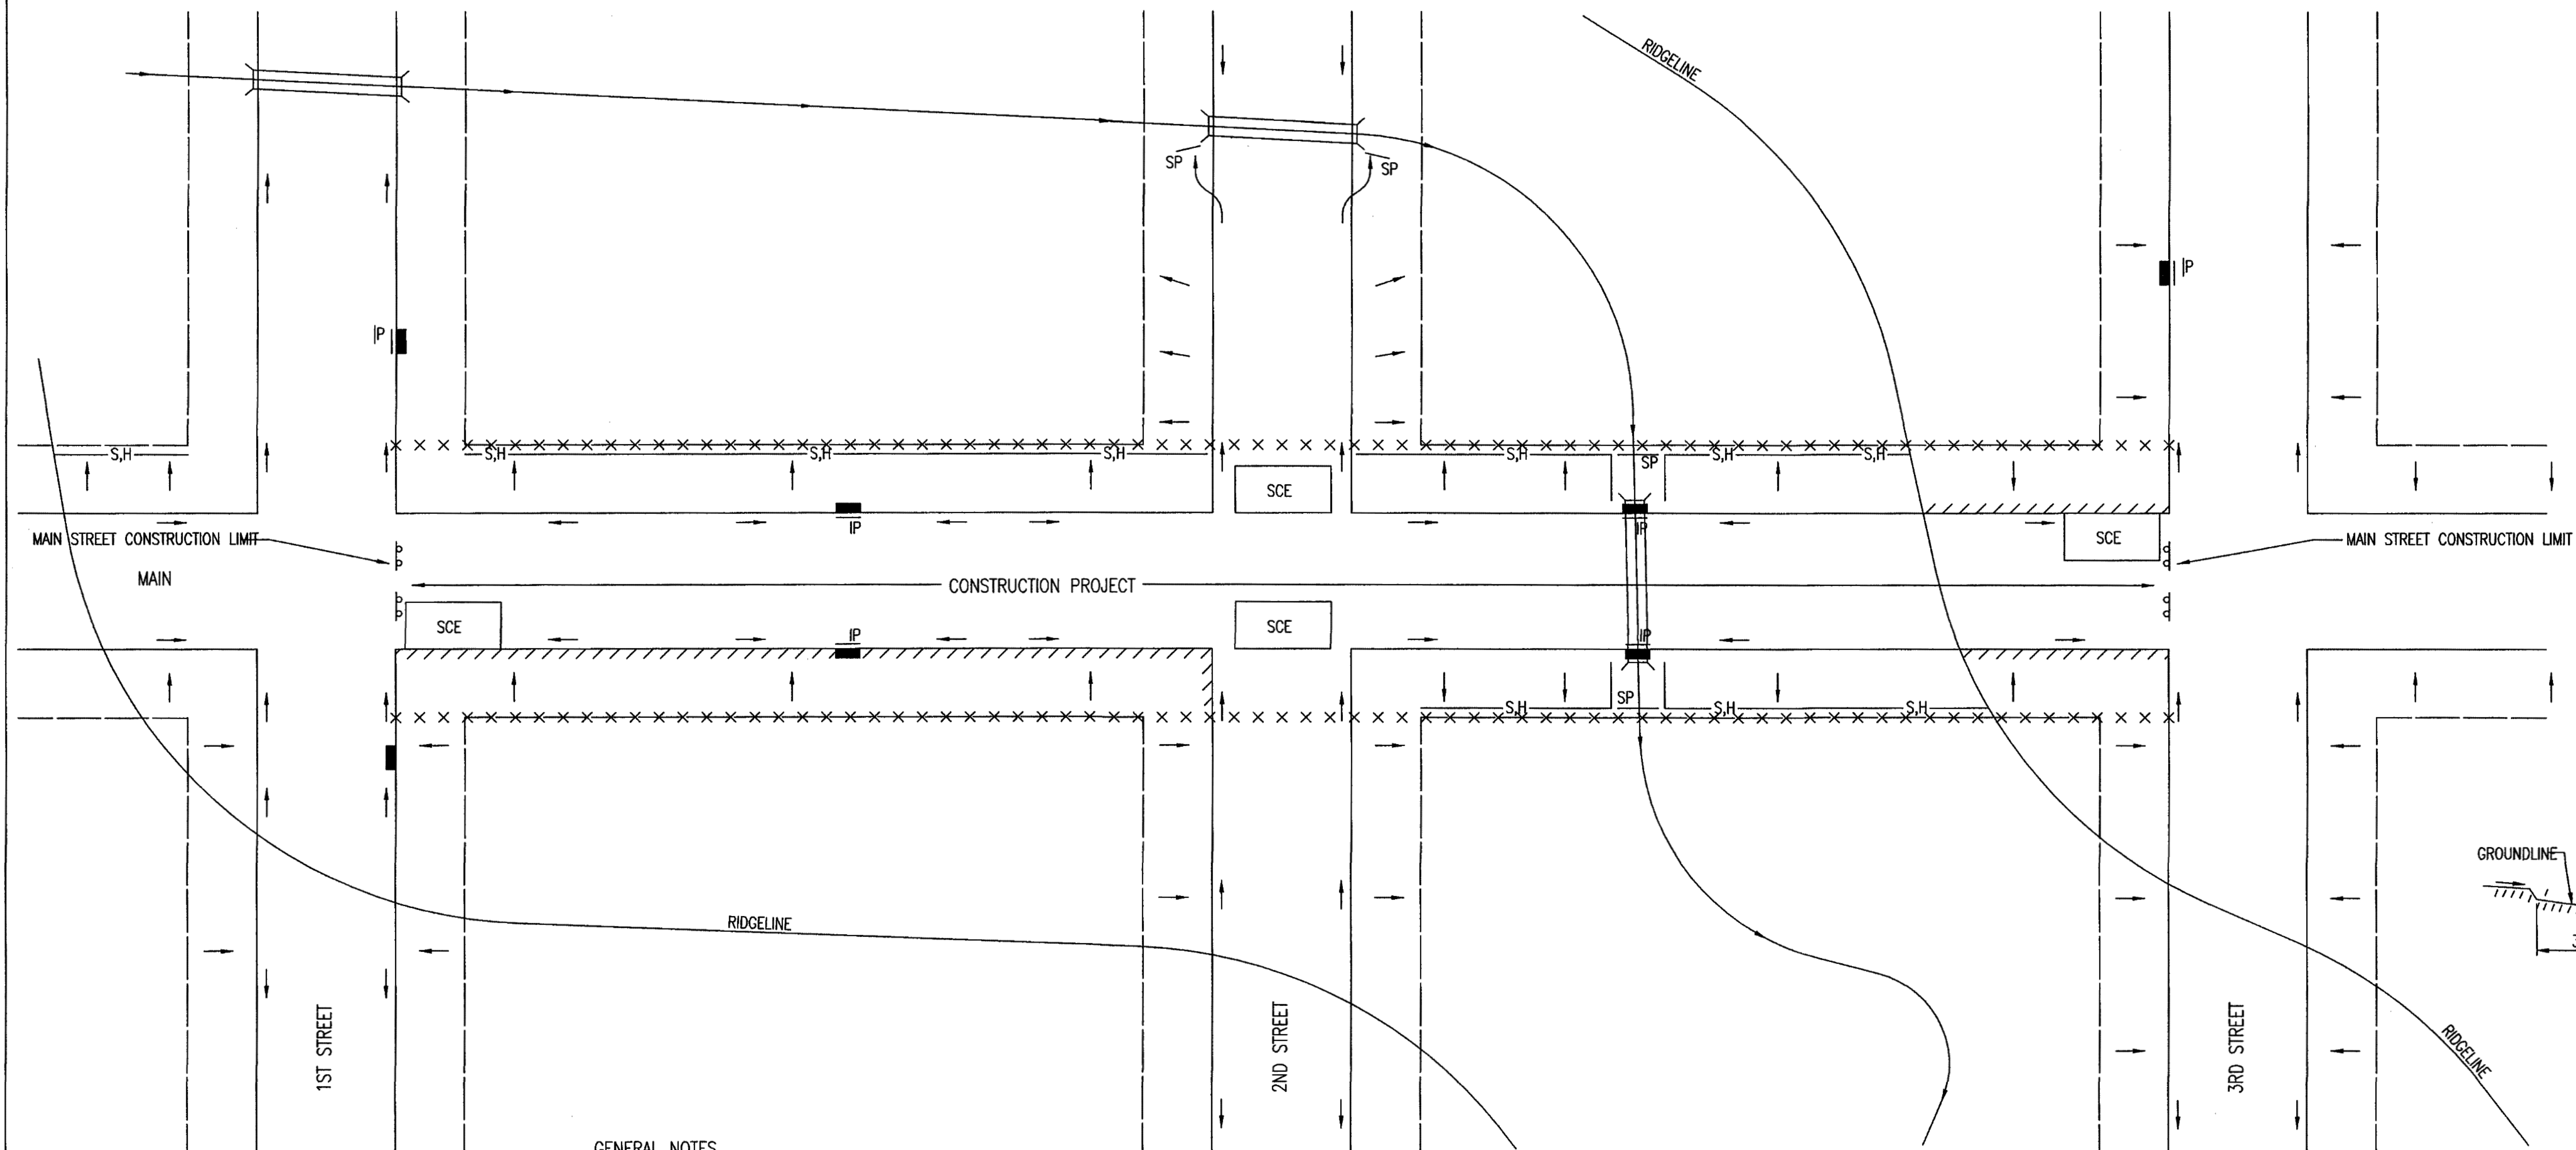 RIDGELINE
SP
SP
IP
IP
S,H
S,H
S,H
S,H
S,H
SP
S,H
S,H
SCE
IP
IP
SCE
MAIN STREET CONSTRUCTION LIMIT
MAIN STREET CONSTRUCTION LIMIT
MAIN
CONSTRUCTION PROJECT
SCE
SCE
IP
IP
S,H
SP
S,H
S,H
GROUNDLINE
RIDGELINE
1ST STREET
2ND STREET
3RD STREET
RIDGELINE
GENERAL NOTES